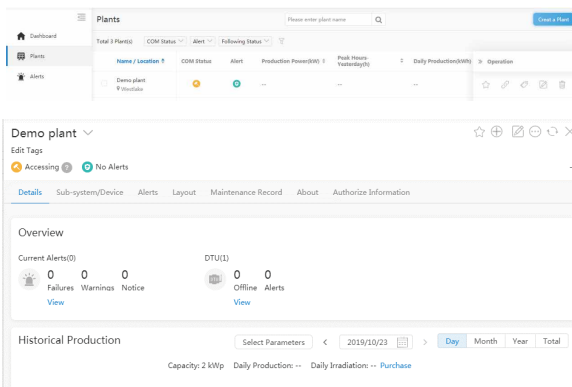 Plants
Please enter plant name
Creat a Plant
Dashboard
Total 3 Plant(s) COM Status Alert Following Status
Plants
Name / Location COM Status Alert Production Power(kW) Peak Hours-Yesterday(h) Daily Production(kWh) Operation
Alerts
Demo plant -- -- 
Westlake
Demo plant
Edit Tags
Accessing ? No Alerts
Details Sub-system/Device Alerts Layout Maintenance Record About Authorize Information
Overview
Current Alerts(0) DTU(1)
0 0 0 0 0
Failures Warnings Notice Offline Alerts
View View
Historical Production Select Parameters < 2019/10/23 > Day Month Year Total
Capacity: 2 kWp Daily Production: -- Daily Irradiation: -- Purchase